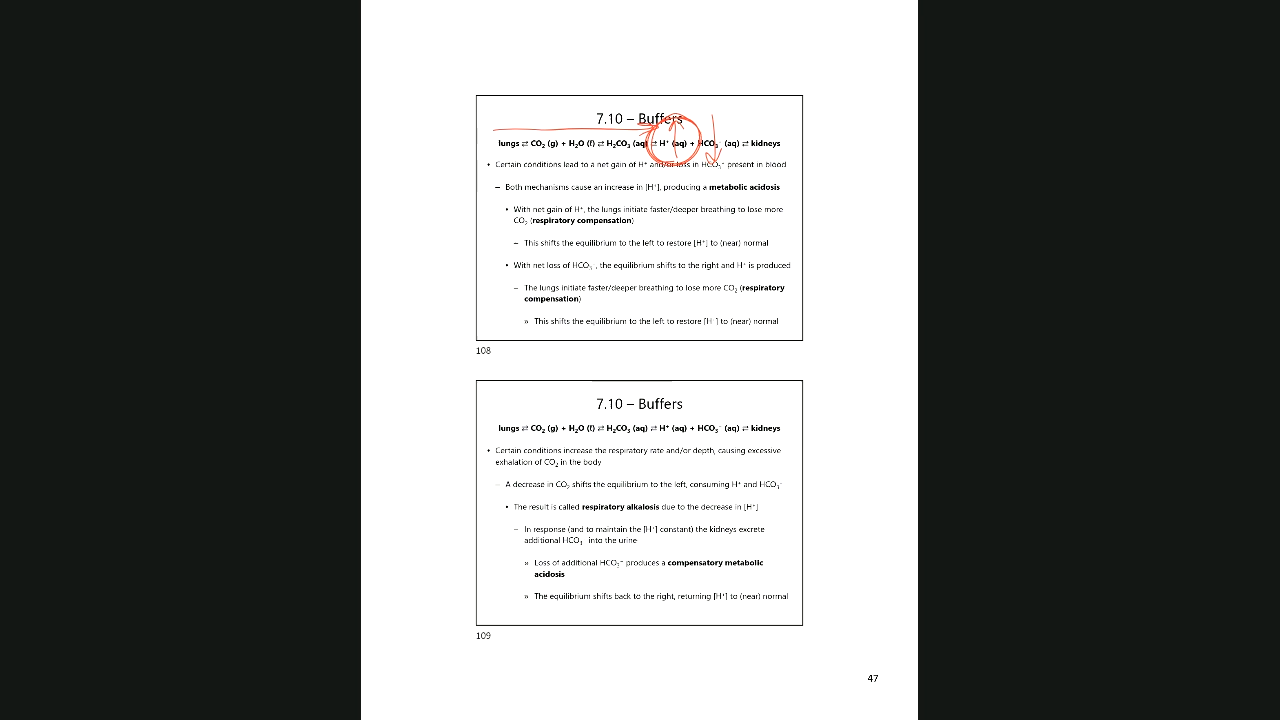 7.10 – Buffers
lungs ⇄ CO₂ (g) + H₂O (ℓ) ⇄ H₂CO₃ (aq) ⇄ H⁺ (aq) + HCO₃⁻ (aq) ⇄ kidneys
• Certain conditions lead to a net gain of H⁺ and/or loss in HCO₃⁻ present in blood
– Both mechanisms cause an increase in [H⁺], producing a metabolic acidosis
• With net gain of H⁺, the lungs initiate faster/deeper breathing to lose more
CO₂ (respiratory compensation)
– This shifts the equilibrium to the left to restore [H⁺] to (near) normal
• With net loss of HCO₃⁻, the equilibrium shifts to the right and H⁺ is produced
– The lungs initiate faster/deeper breathing to lose more CO₂ (respiratory
compensation)
» This shifts the equilibrium to the left to restore [H⁺] to (near) normal
108
7.10 – Buffers
lungs ⇄ CO₂ (g) + H₂O (ℓ) ⇄ H₂CO₃ (aq) ⇄ H⁺ (aq) + HCO₃⁻ (aq) ⇄ kidneys
• Certain conditions increase the respiratory rate and/or depth, causing excessive
exhalation of CO₂ in the body
– A decrease in CO₂ shifts the equilibrium to the left, consuming H⁺ and HCO₃⁻
• The result is called respiratory alkalosis due to the decrease in [H⁺]
– In response (and to maintain the [H⁺] constant) the kidneys excrete
additional HCO₃⁻ into the urine
» Loss of additional HCO₃⁻ produces a compensatory metabolic
acidosis
» The equilibrium shifts back to the right, returning [H⁺] to (near) normal
109
47